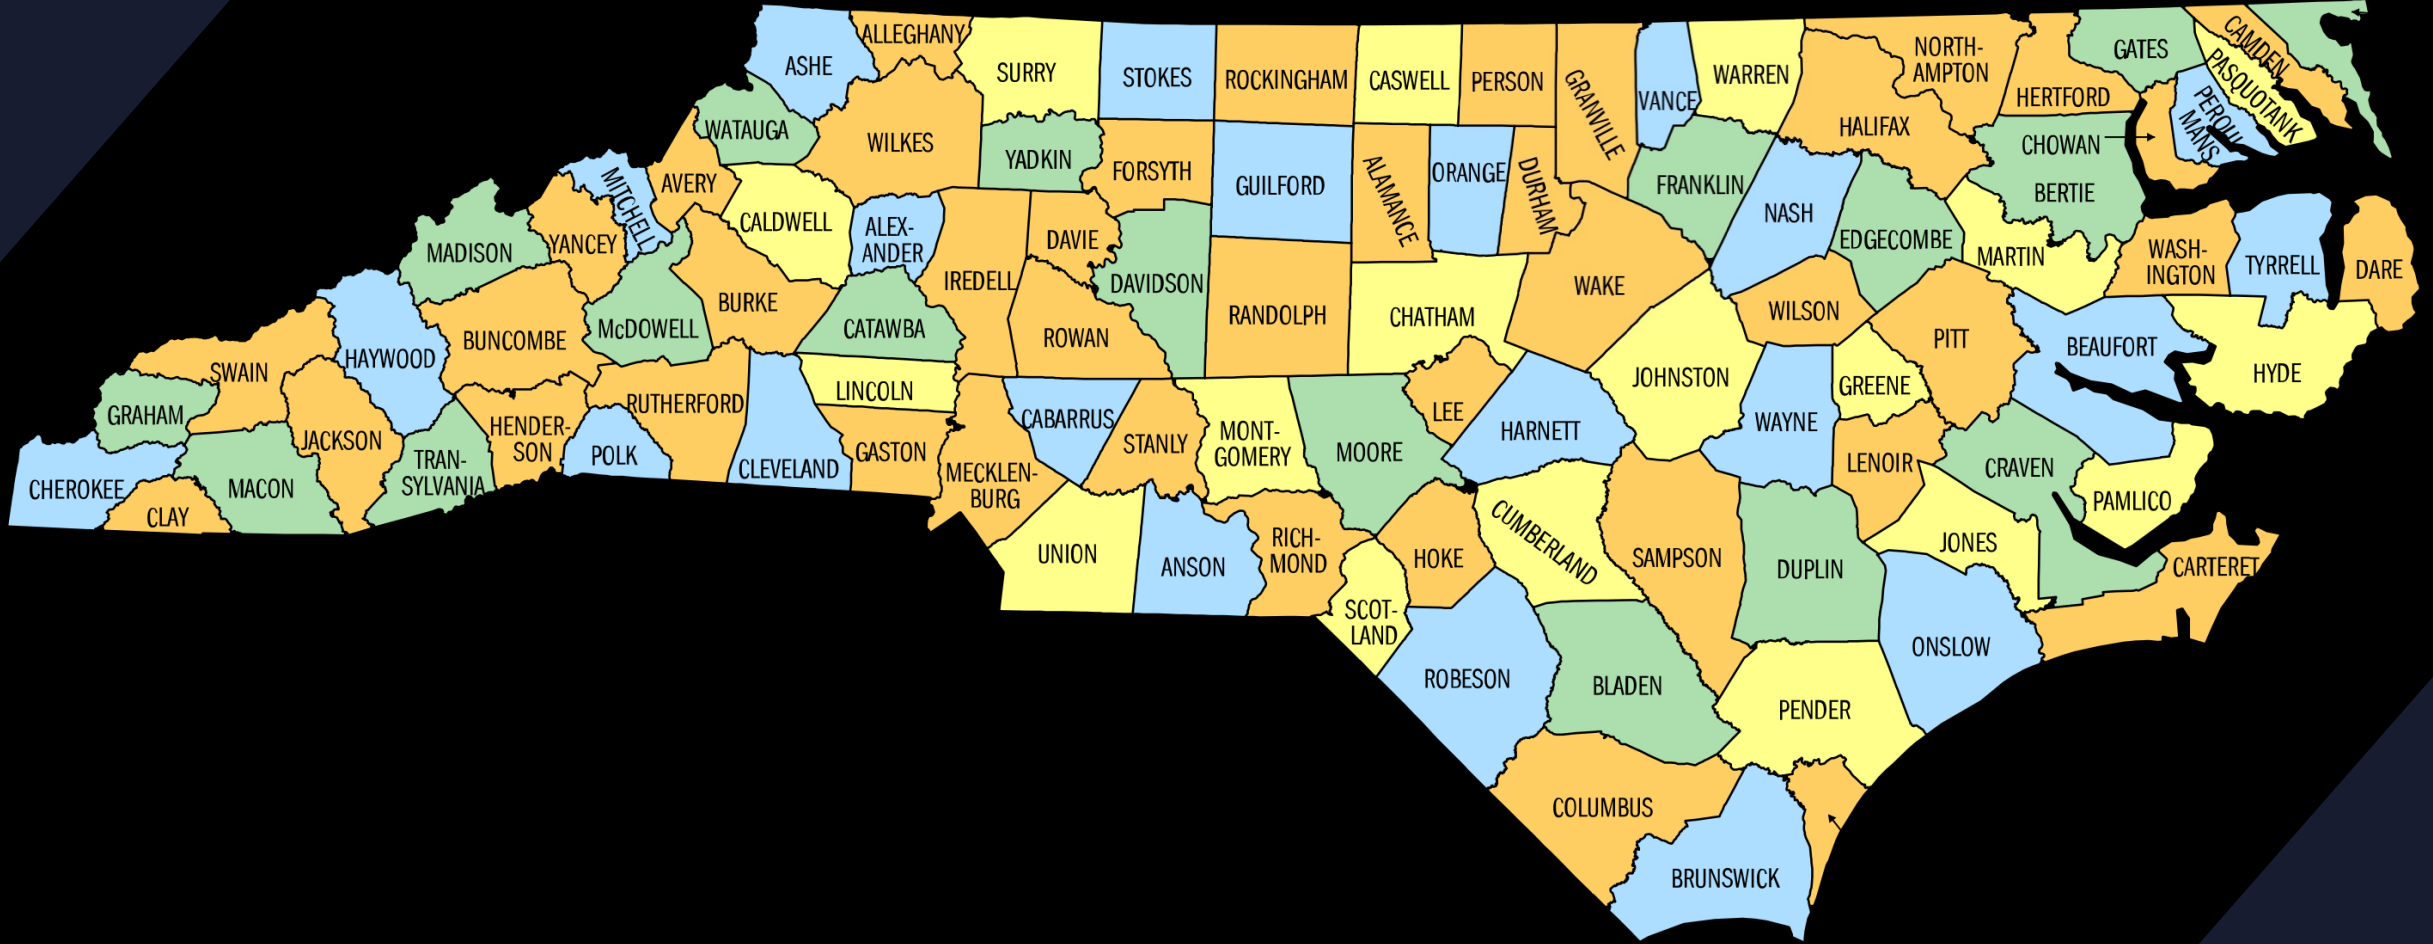 ALLEGHANY
ASHE
SURRY
STOKES
ROCKINGHAM
CASWELL
PERSON
GRANVILLE
VANCE
WARREN
NORTH-
AMPTON
HERTFORD
GATES
CAMDEN
PASQUOTANK
PERQUI-
MANS
HALIFAX
CHOWAN
BERTIE
WATAUGA
WILKES
YADKIN
FORSYTH
GUILFORD
ALAMANCE
ORANGE
DURHAM
FRANKLIN
NASH
EDGECOMBE
MARTIN
WASH-
INGTON
TYRRELL
DARE
MITCHELL
AVERY
CALDWELL
ALEX-
ANDER
IREDELL
DAVIE
DAVIDSON
RANDOLPH
CHATHAM
WAKE
WILSON
PITT
BEAUFORT
HYDE
MADISON
YANCEY
BUNCOMBE
McDOWELL
BURKE
CATAWBA
ROWAN
JOHNSTON
GREENE
SWAIN
HAYWOOD
GRAHAM
JACKSON
HENDER-
SON
RUTHERFORD
LINCOLN
CABARRUS
STANLY
MONT-
GOMERY
MOORE
LEE
HARNETT
WAYNE
LENOIR
CRAVEN
PAMLICO
CHEROKEE
CLAY
MACON
TRAN-
SYLVANIA
POLK
CLEVELAND
GASTON
MECKLEN-
BURG
UNION
ANSON
RICH-
MOND
HOKE
CUMBERLAND
SAMPSON
DUPLIN
JONES
CARTERET
SCOT-
LAND
ROBESON
BLADEN
PENDER
ONSLOW
COLUMBUS
BRUNSWICK